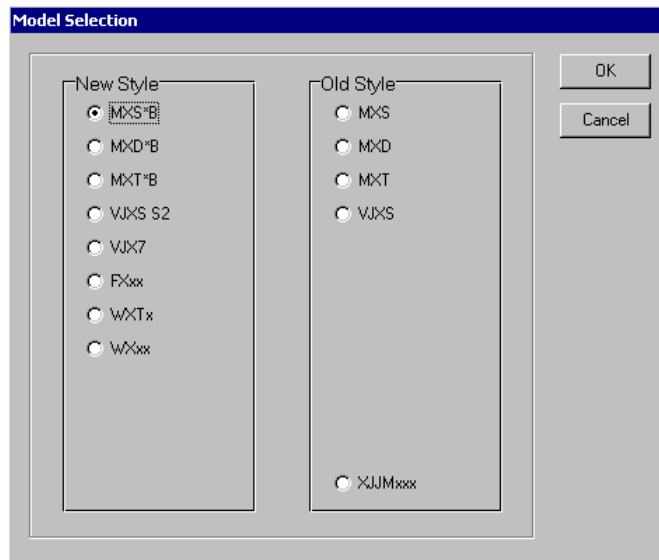 Model Selection
New Style
MXS*B
MXD*B
MXT*B
VJXS S2
VJX7
FXxx
WXTx
WXxx
Old Style
MXS
MXD
MXT
VJXS
XJJMxxx
OK
Cancel